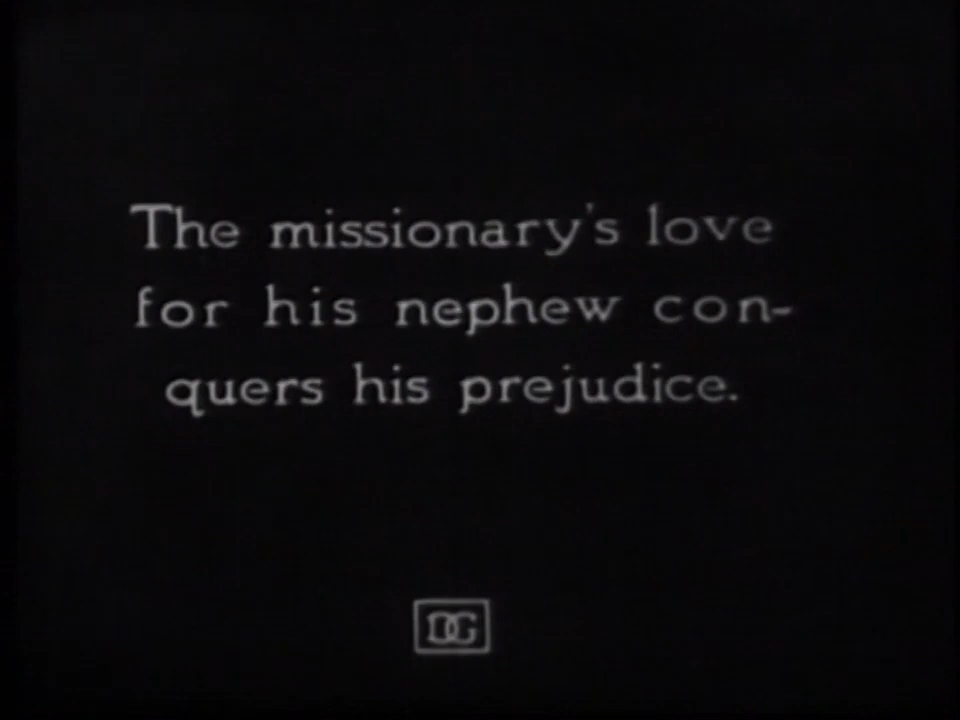 The missionary's love
for his nephew con-
quers his prejudice.
DG